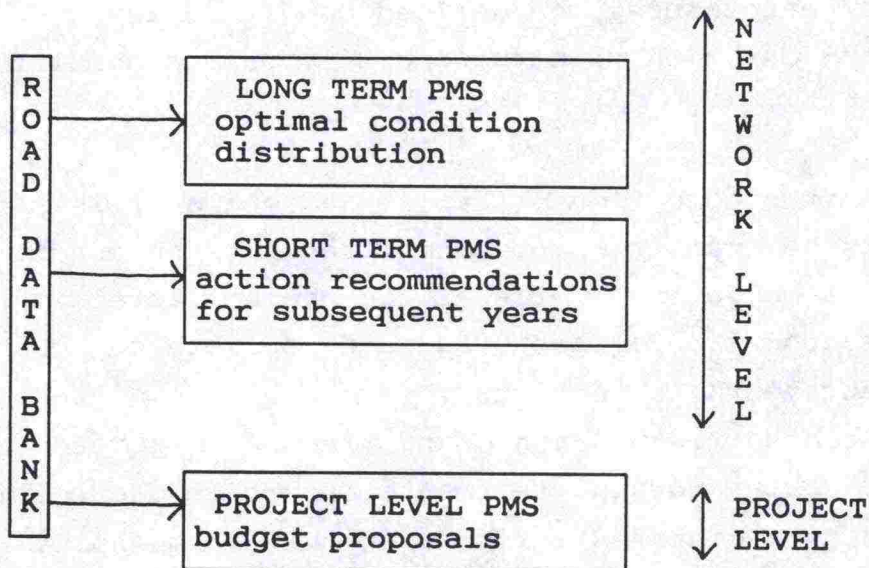 ROAD DATA BANK
LONG TERM PMS
optimal condition
distribution
SHORT TERM PMS
action recommendations
for subsequent years
PROJECT LEVEL PMS
budget proposals
NETWORK LEVEL
PROJECT
LEVEL